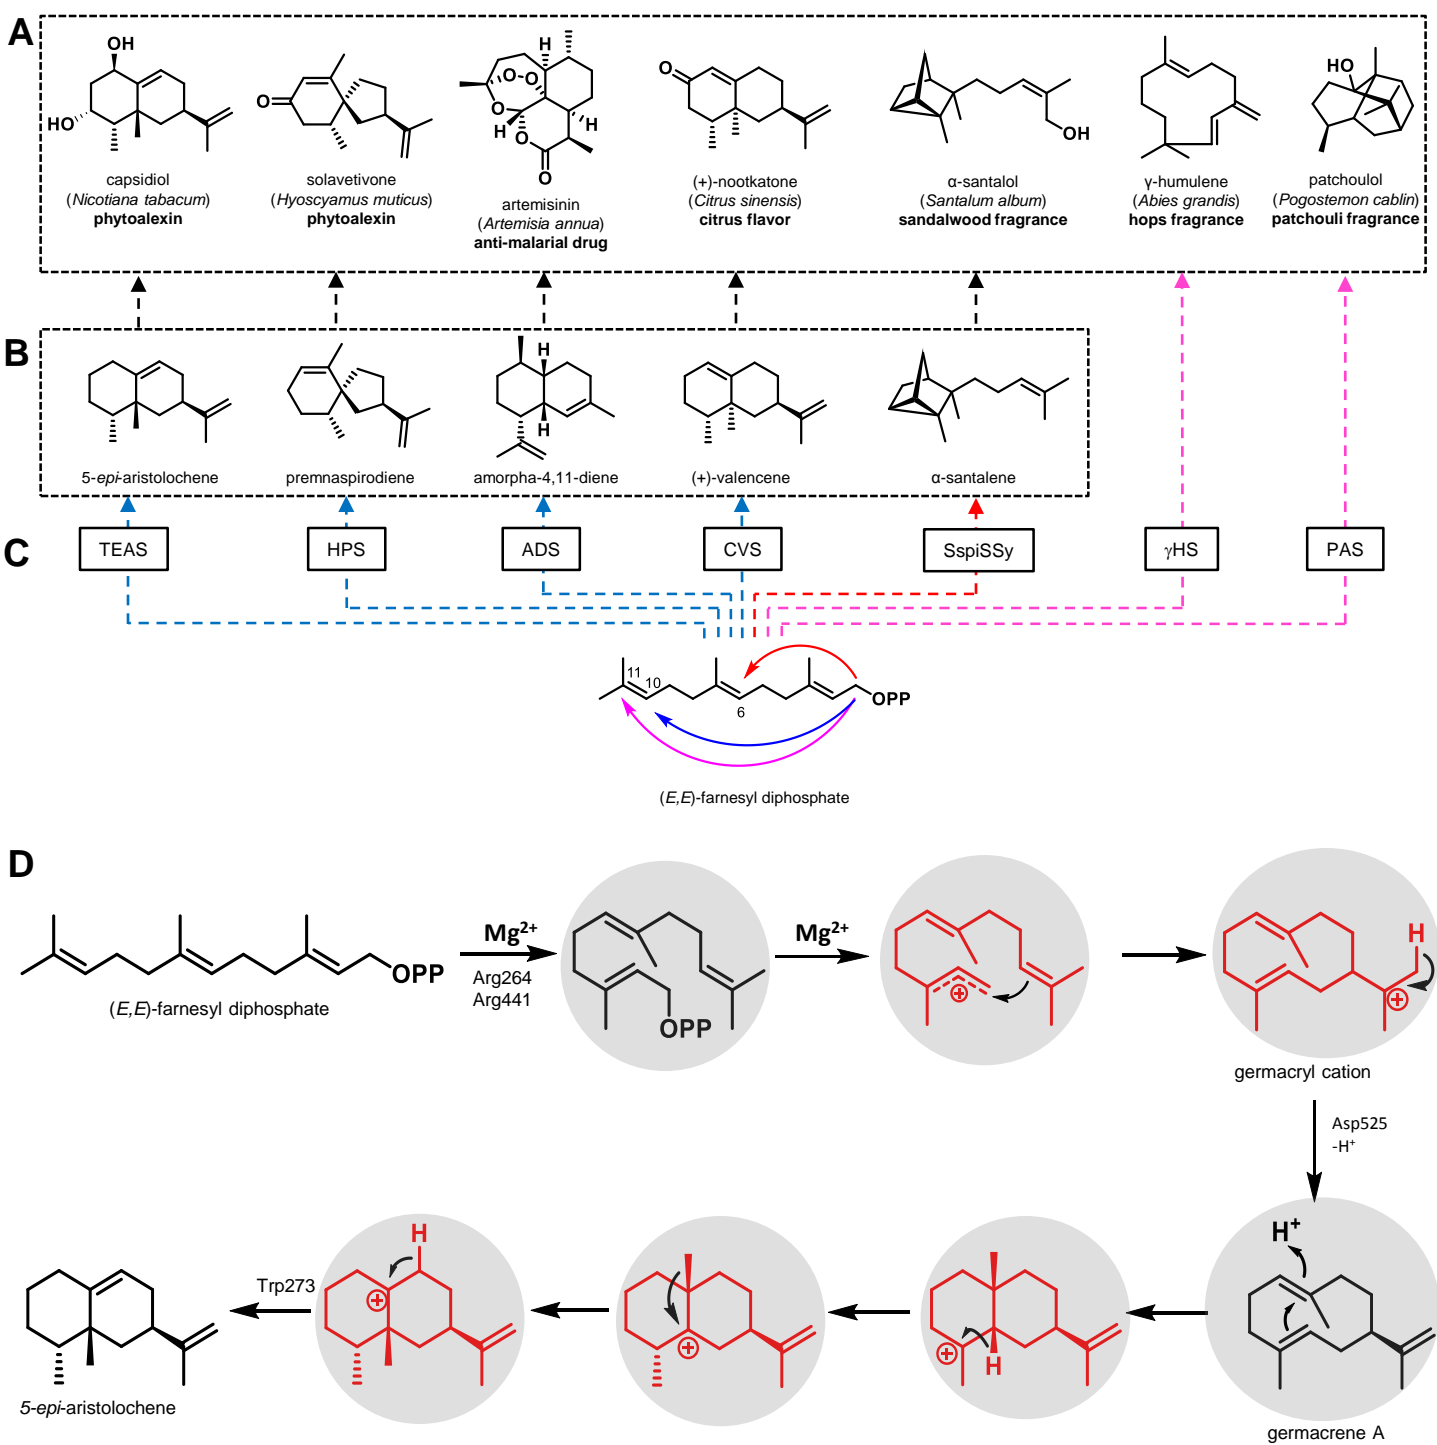 A
OH
HO
capsidiol
(Nicotiana tabacum)
phytoalexin
O
solavetivone
(Hyoscyamus muticus)
phytoalexin
H
O
O
O
H
H
O
O
artemisinin
(Artemisia annua)
anti-malarial drug
O
(+)-nootkatone
(Citrus sinensis)
citrus flavor
OH
α-santalol
(Santalum album)
sandalwood fragrance
γ-humulene
(Abies grandis)
hops fragrance
HO
patchoulol
(Pogostemon cablin)
patchouli fragrance
B
5-epi-aristolochene
premnaspirodiene
H
H
amorpha-4,11-diene
(+)-valencene
α-santalene
C
TEAS
HPS
ADS
CVS
SspiSSy
γHS
PAS
11
10
6
OPP
(E,E)-farnesyl diphosphate
D
OPP
(E,E)-farnesyl diphosphate
Mg²⁺
Arg264
Arg441
OPP
Mg²⁺
+
H
+
germacryl cation
Asp525
-H⁺
H⁺
germacrene A
+
H
+
H
+
Trp273
5-epi-aristolochene